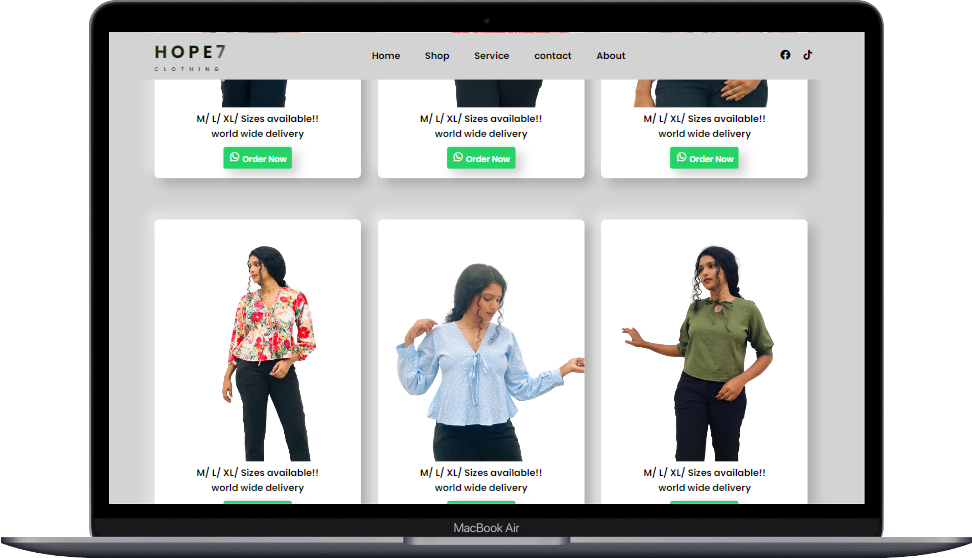 HOPE7
CLOTHING
Home Shop Service contact About
M/ L/ XL/ Sizes available!!
world wide delivery
Order Now
M/ L/ XL/ Sizes available!!
world wide delivery
Order Now
M/ L/ XL/ Sizes available!!
world wide delivery
Order Now
M/ L/ XL/ Sizes available!!
world wide delivery
M/ L/ XL/ Sizes available!!
world wide delivery
M/ L/ XL/ Sizes available!!
world wide delivery
MacBook Air